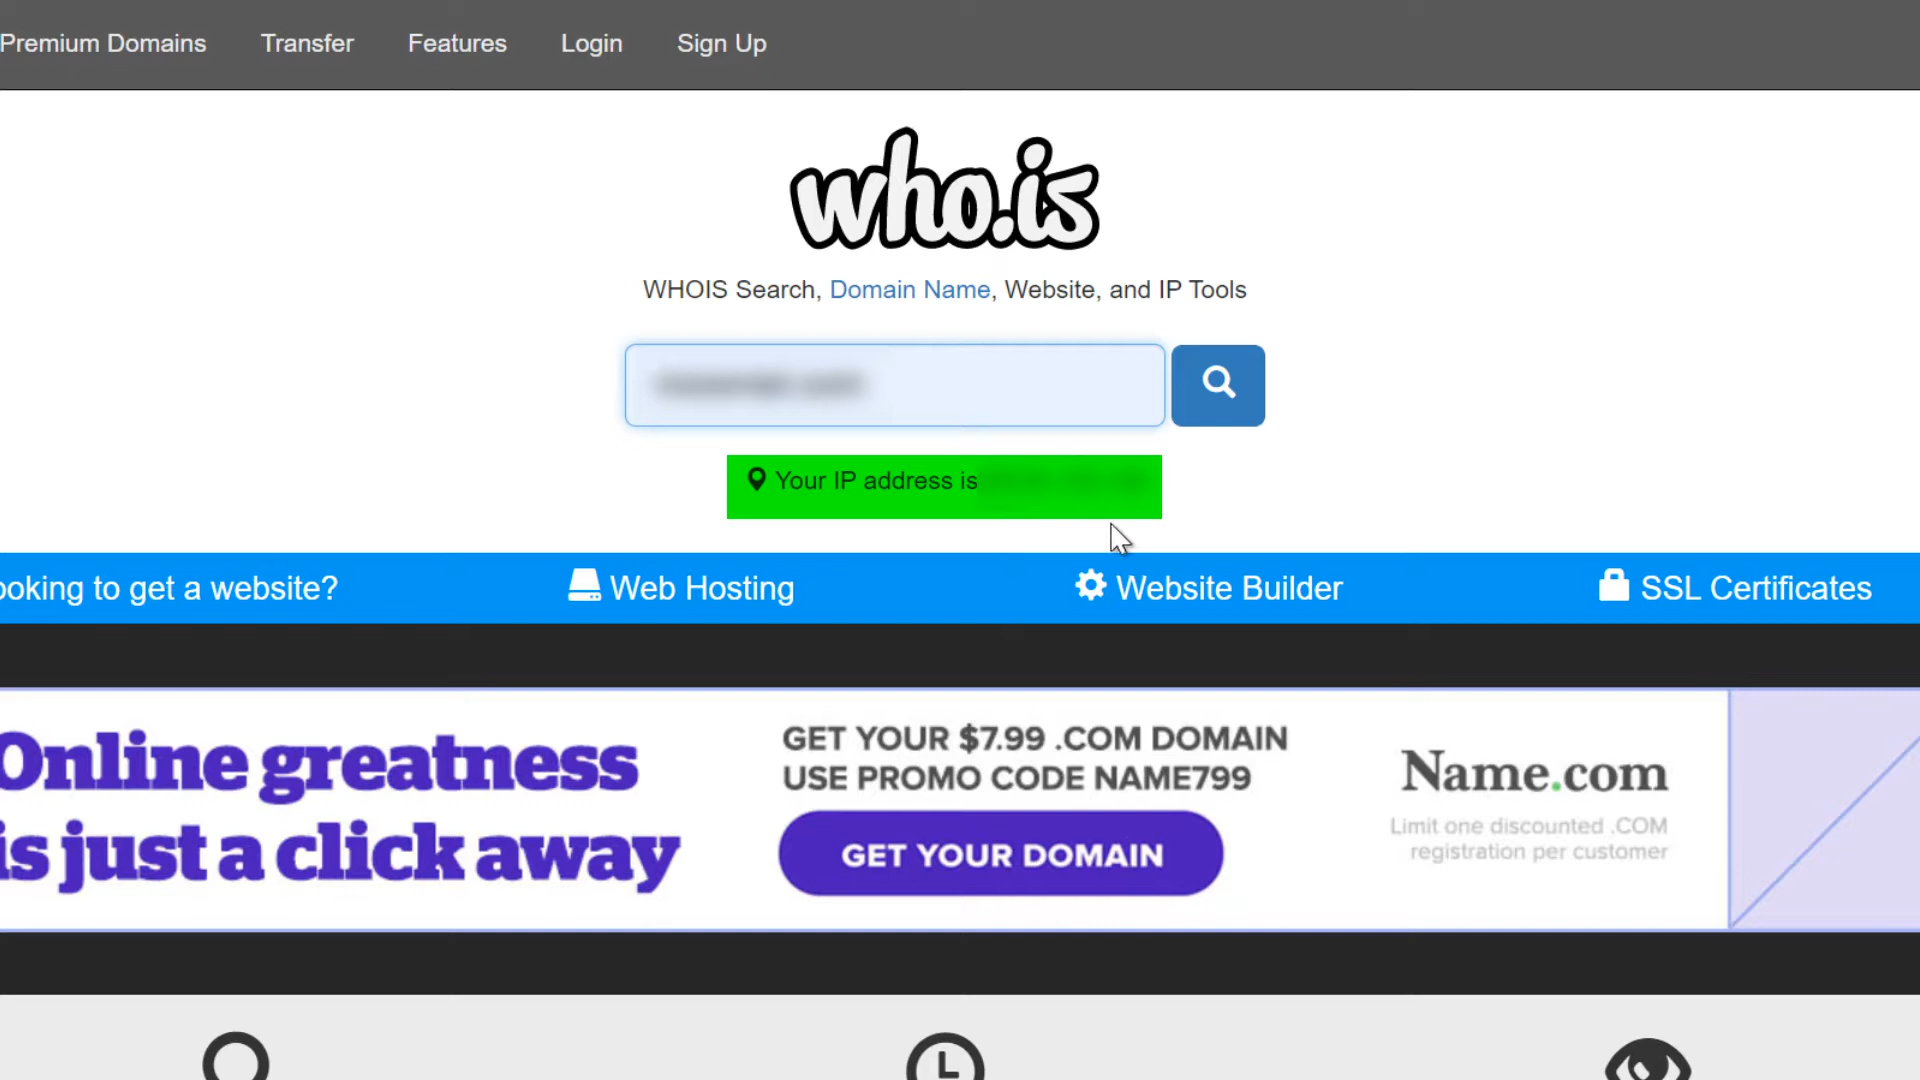 Premium Domains Transfer Features Login Sign Up
who.is
WHOIS Search, Domain Name, Website, and IP Tools
Your IP address is
ooking to get a website? Web Hosting Website Builder SSL Certificates
Online greatness
is just a click away
GET YOUR $7.99 .COM DOMAIN
USE PROMO CODE NAME799
GET YOUR DOMAIN
Name.com
Limit one discounted .COM
registration per customer